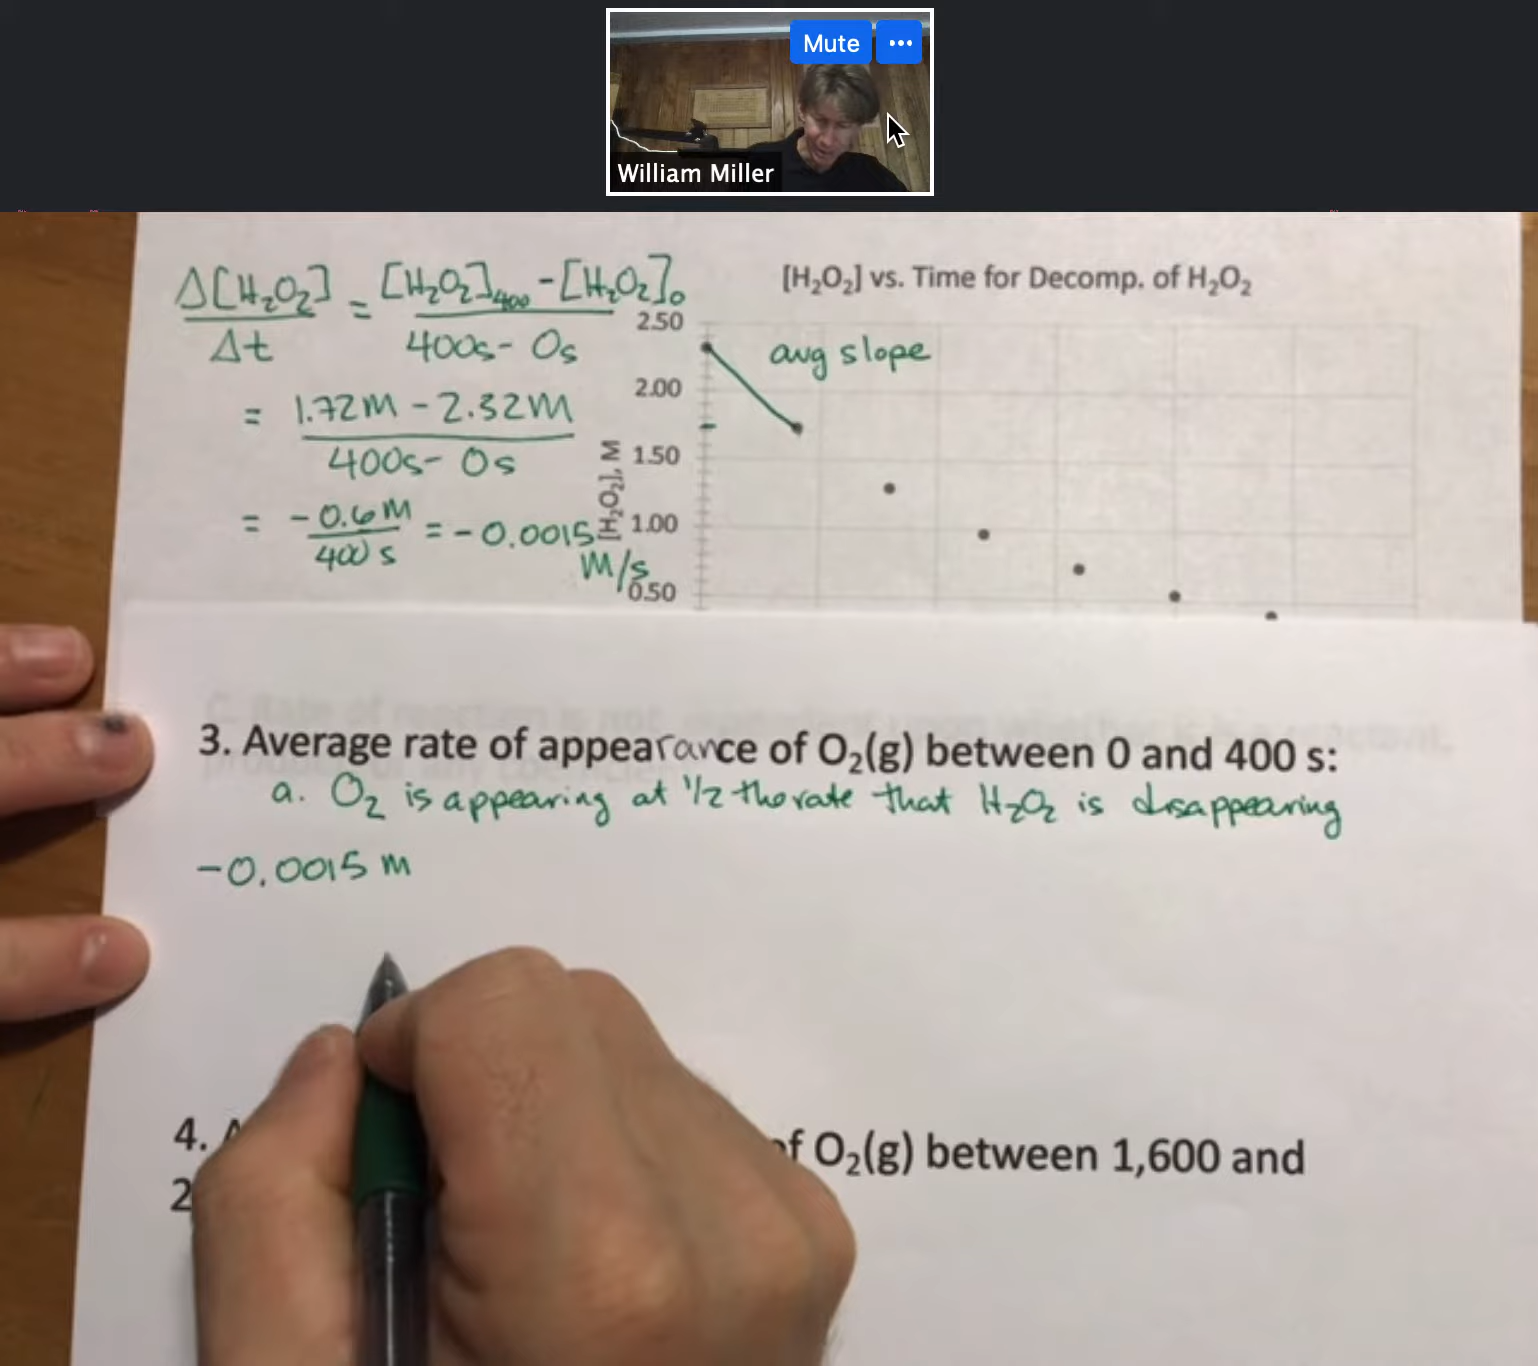 Mute ...
William Miller
Δ[H₂O₂] = [H₂O₂]₄₀₀ - [H₂O₂]₀
Δt 400s - 0s
= 1.72M - 2.32M
400s - 0s
= -0.6M = -0.0015
400 s
M/s
[H₂O₂] vs. Time for Decomp. of H₂O₂
2.50
avg slope
2.00
1.50
[H₂O₂], M
1.00
0.50
3. Average rate of appearance of O₂(g) between 0 and 400 s:
a. O₂ is appearing at 1/2 the rate that H₂O₂ is disappearing
-0.0015 M
4. A of O₂(g) between 1,600 and
2